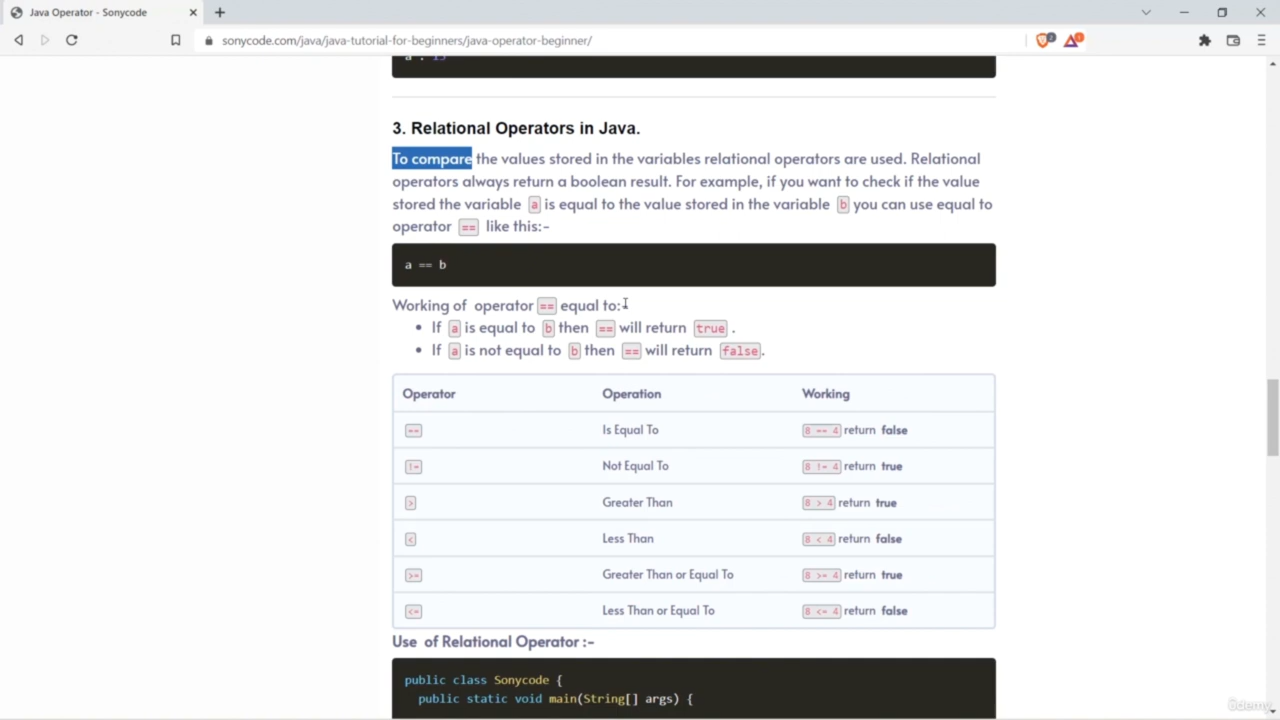 Java Operator - Sonycode
sonycode.com/java/java-tutorial-for-beginners/java-operator-beginner/
a : 15
3. Relational Operators in Java.
To compare the values stored in the variables relational operators are used. Relational
operators always return a boolean result. For example, if you want to check if the value
stored the variable a is equal to the value stored in the variable b you can use equal to
operator == like this:-
a == b
Working of operator == equal to:
If a is equal to b then == will return true .
If a is not equal to b then == will return false.
Operator Operation Working
== Is Equal To 8 == 4 return false
!= Not Equal To 8 != 4 return true
> Greater Than 8 > 4 return true
< Less Than 8 < 4 return false
>= Greater Than or Equal To 8 >= 4 return true
<= Less Than or Equal To 8 <= 4 return false
Use of Relational Operator :-
public class Sonycode {
public static void main(String[] args) {
ûdemy